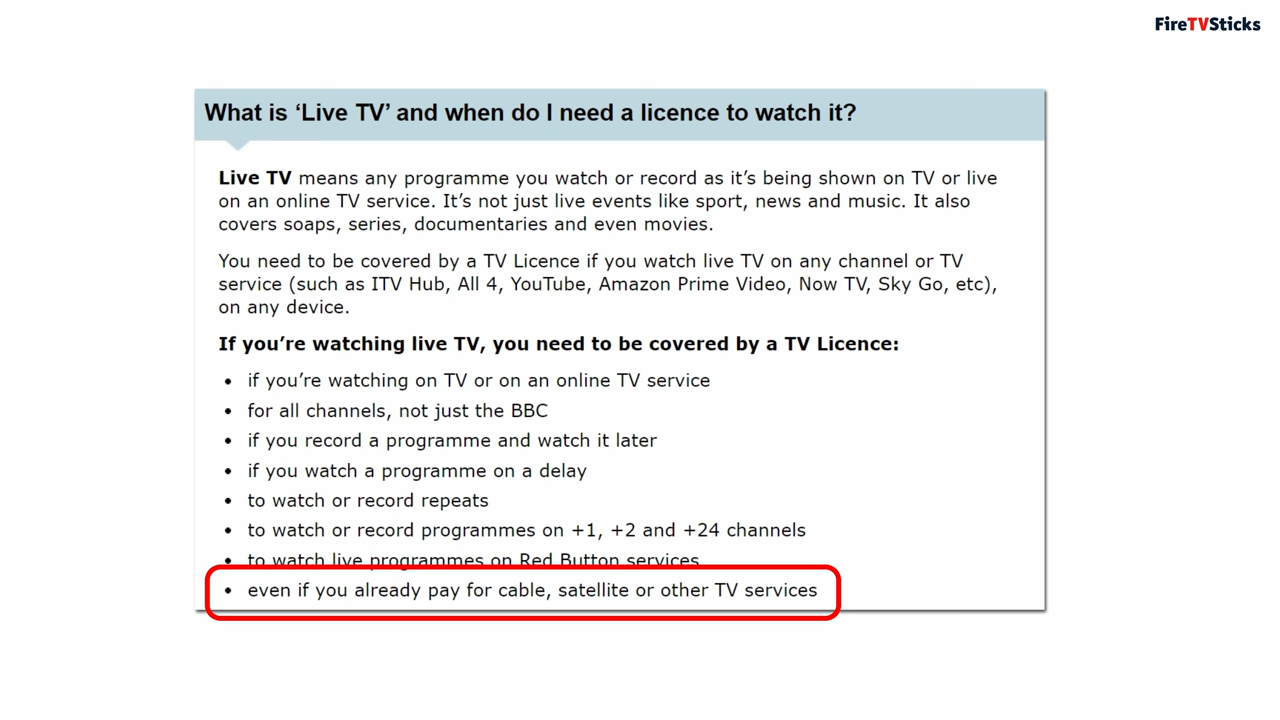 FireTVSticks
What is ‘Live TV’ and when do I need a licence to watch it?
Live TV means any programme you watch or record as it’s being shown on TV or live
on an online TV service. It’s not just live events like sport, news and music. It also
covers soaps, series, documentaries and even movies.
You need to be covered by a TV Licence if you watch live TV on any channel or TV
service (such as ITV Hub, All 4, YouTube, Amazon Prime Video, Now TV, Sky Go, etc),
on any device.
If you’re watching live TV, you need to be covered by a TV Licence:
• if you’re watching on TV or on an online TV service
• for all channels, not just the BBC
• if you record a programme and watch it later
• if you watch a programme on a delay
• to watch or record repeats
• to watch or record programmes on +1, +2 and +24 channels
• to watch live programmes on Red Button services
• even if you already pay for cable, satellite or other TV services